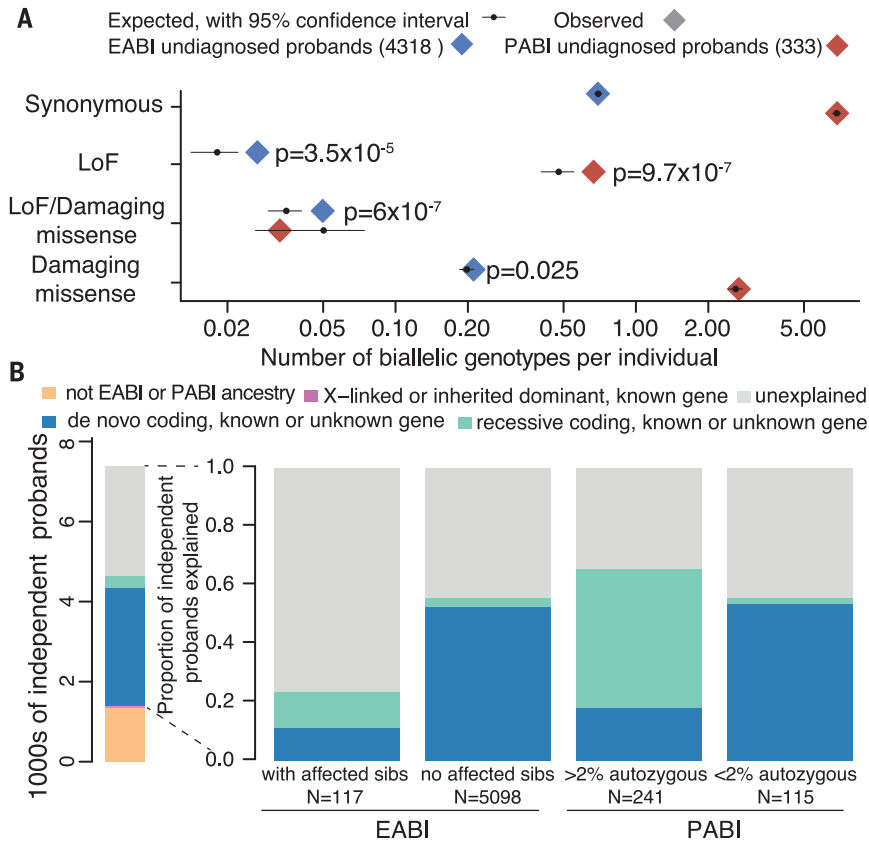 A
Expected, with 95% confidence interval
Observed
EABI undiagnosed probands (4318 )
PABI undiagnosed probands (333)
Synonymous
LoF
p=3.5x10-5
p=9.7x10-7
LoF/Damaging
missense
p=6x10-7
Damaging
missense
p=0.025
0.02 0.05 0.10 0.20 0.50 1.00 2.00 5.00
Number of biallelic genotypes per individual
B
not EABI or PABI ancestry
X−linked or inherited dominant, known gene
unexplained
de novo coding, known or unknown gene
recessive coding, known or unknown gene
1000s of independent probands
8
6
4
2
0
Proportion of independent
probands explained
1.0
0.8
0.6
0.4
0.2
0.0
with affected sibs
N=117
no affected sibs
N=5098
>2% autozygous
N=241
<2% autozygous
N=115
EABI
PABI